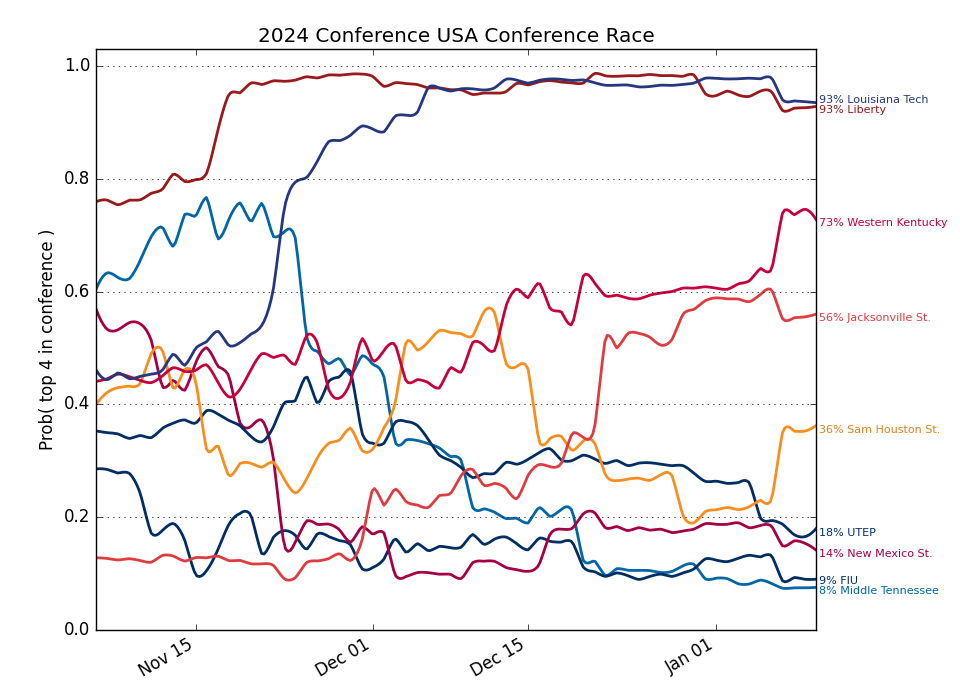 2024 Conference USA Conference Race
Prob( top 4 in conference )
1.0
0.8
0.6
0.4
0.2
0.0
Nov 15
Dec 01
Dec 15
Jan 01
93% Louisiana Tech
93% Liberty
73% Western Kentucky
56% Jacksonville St.
36% Sam Houston St.
18% UTEP
14% New Mexico St.
9% FIU
8% Middle Tennessee